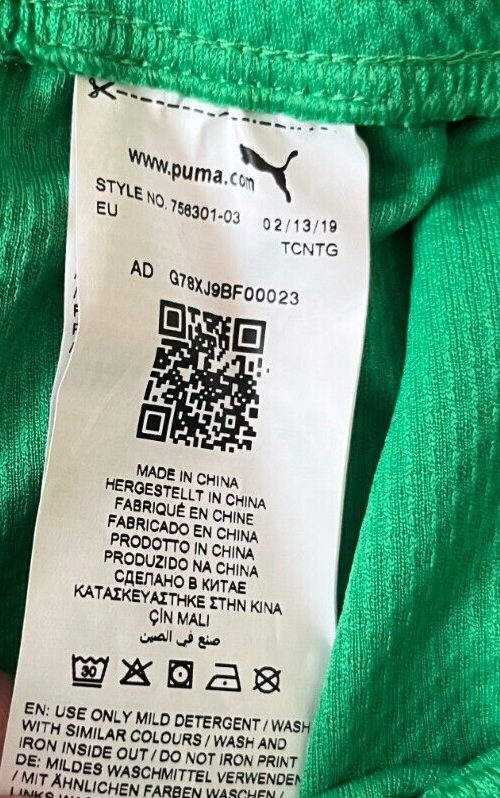 www.puma.com
STYLE NO. 756301-03 02/13/19
EU TCNTG
AD G78XJ9BF00023
MADE IN CHINA
HERGESTELLT IN CHINA
FABRIQUÉ EN CHINE
FABRICADO EN CHINA
PRODOTTO IN CHINA
PRODUZIDO NA CHINA
СДЕЛАНО В КИТАЕ
ΚΑΤΑΣΚΕΥΑΣΤΗΚΕ ΣΤΗΝ ΚΙΝΑ
ÇİN MALI
صنع في الصين
30
EN: USE ONLY MILD DETERGENT / WASH
WITH SIMILAR COLOURS / WASH AND
IRON INSIDE OUT / DO NOT IRON PRINT
DE: MILDES WASCHMITTEL VERWENDEN
/ MIT ÄHNLICHEN FARBEN WASCHEN /